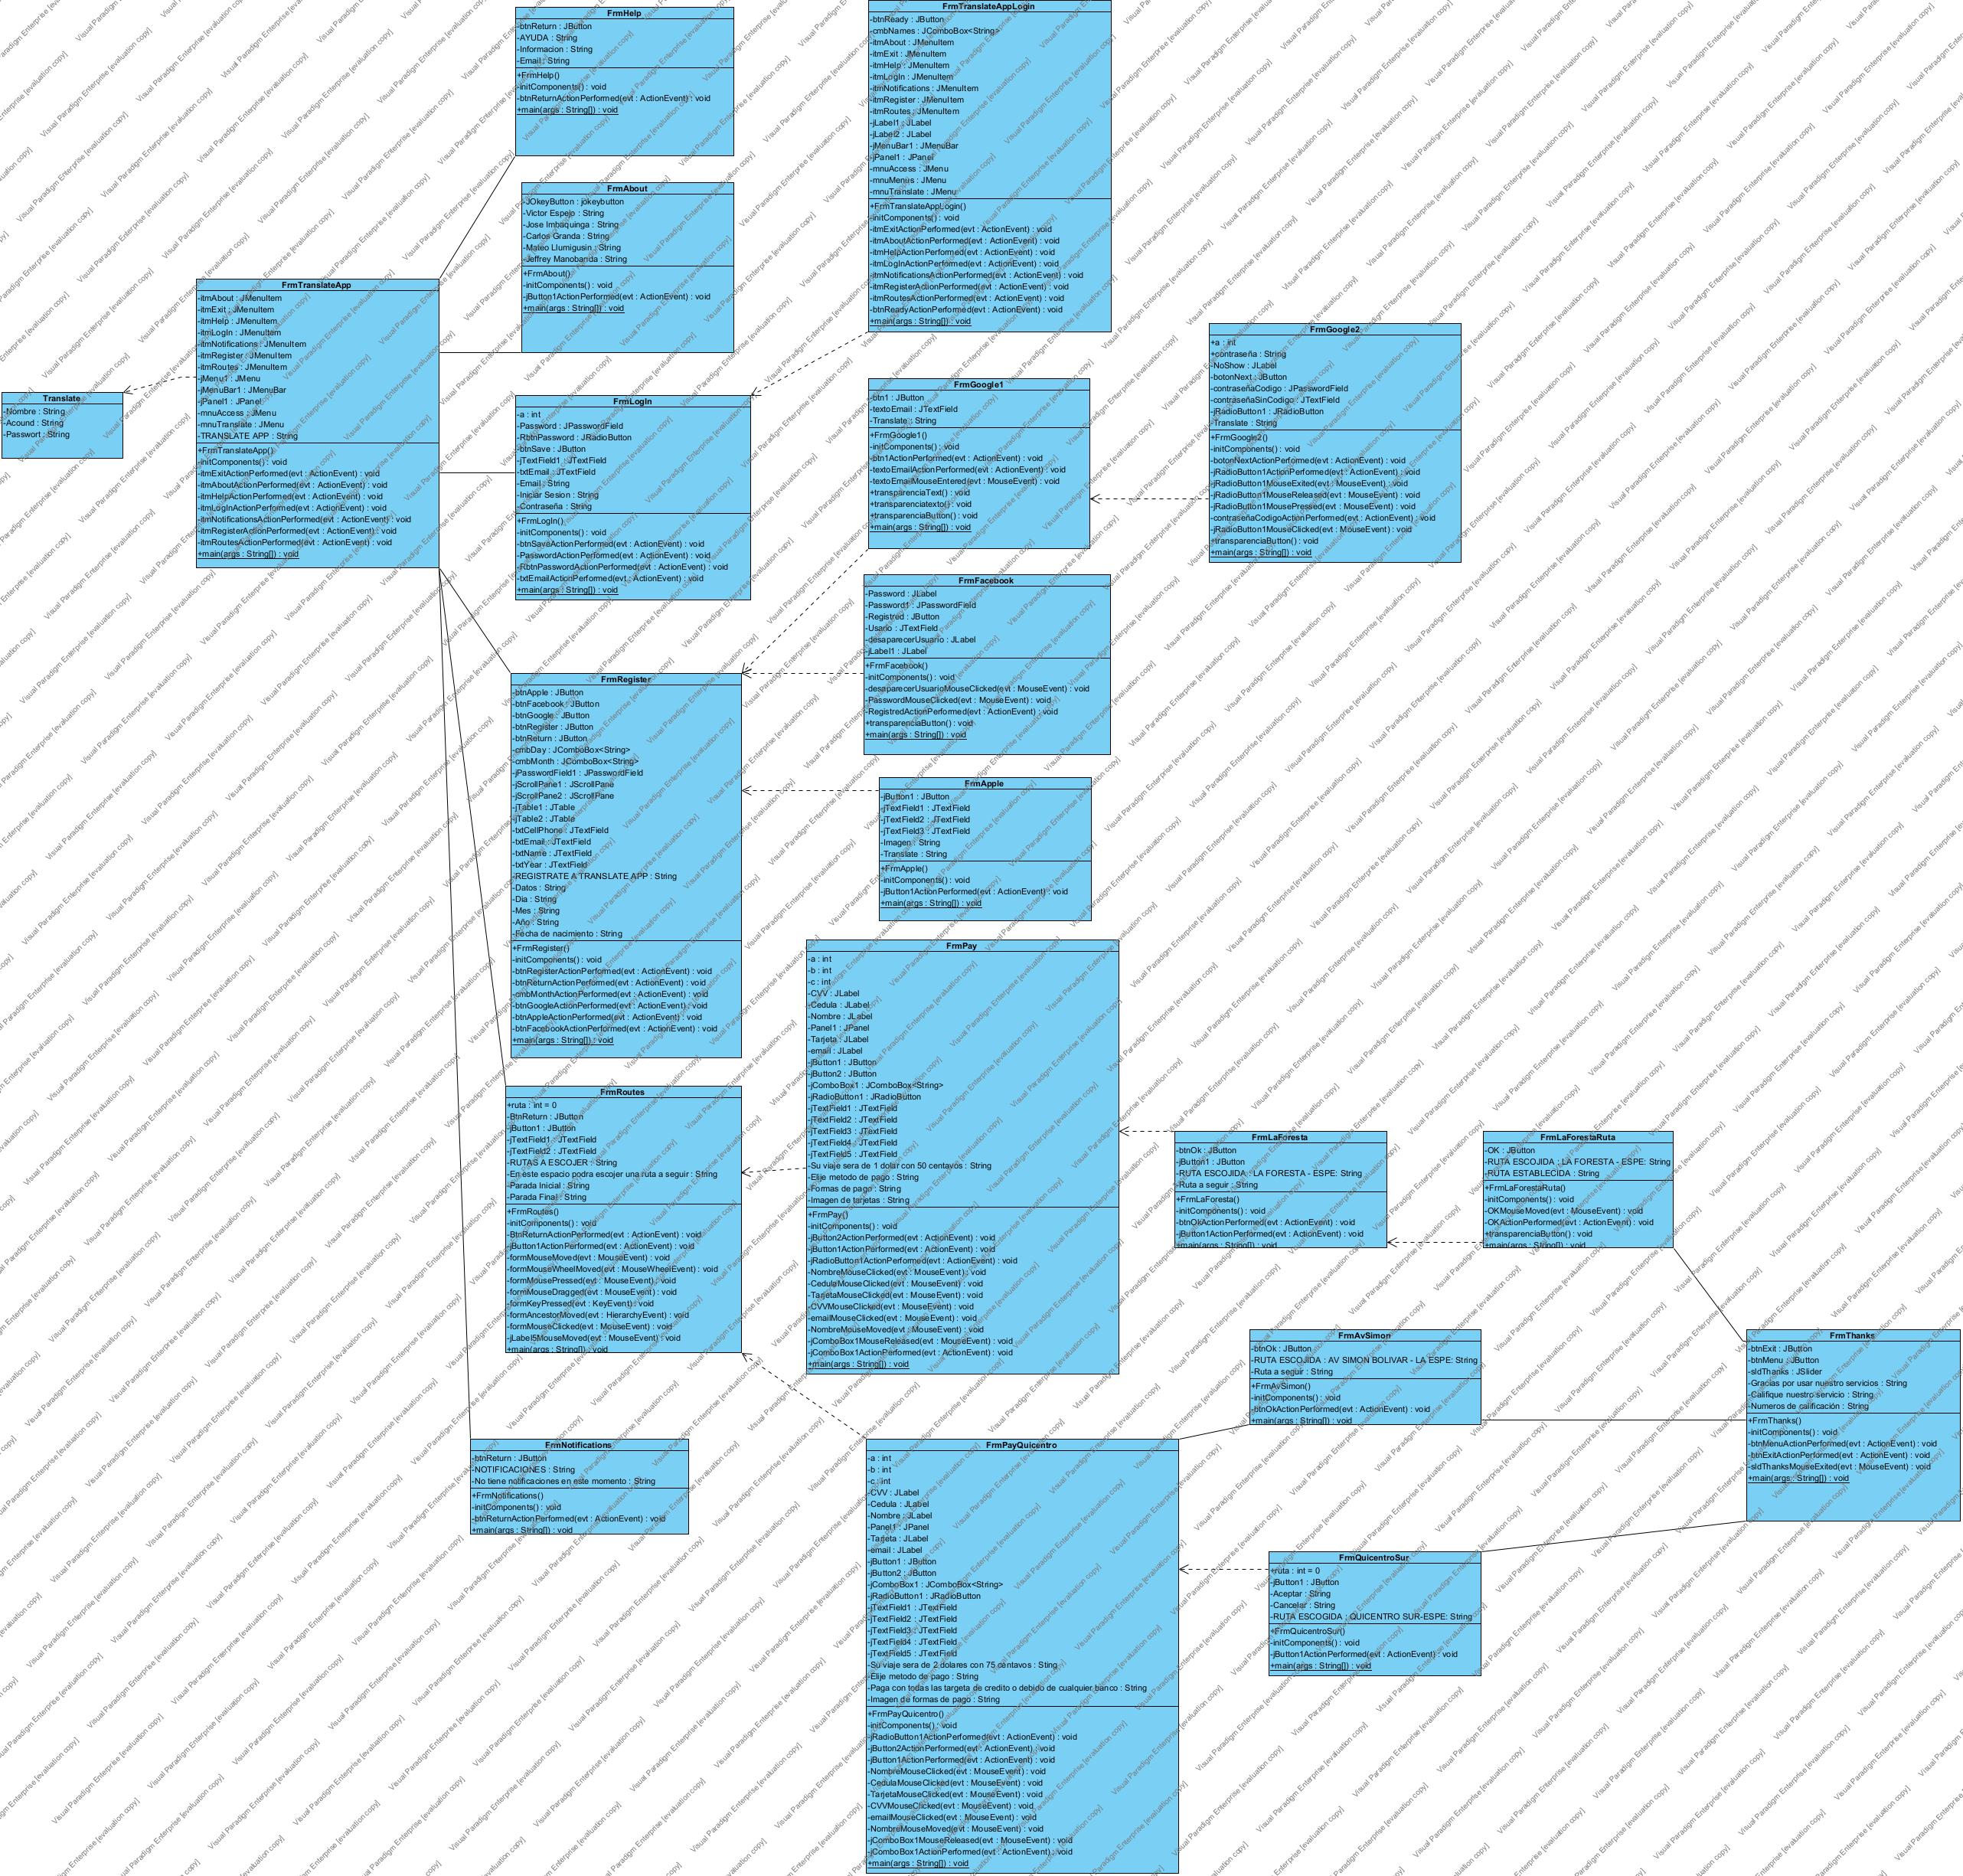 FrmHelp
-btnReturn : JButton
-AYUDA : String
-Informacion : String
-Email : String
+FrmHelp()
-initComponents() : void
-btnReturnActionPerformed(evt : ActionEvent) : void
+main(args : String[]) : void
FrmTranslateAppLogin
-btnReady : JButton
-cmbNames : JComboBox<String>
-itmAbout : JMenuItem
-itmExit : JMenuItem
-itmHelp : JMenuItem
-itmLogIn : JMenuItem
-itmNotifications : JMenuItem
-itmRegister : JMenuItem
-itmRoutes : JMenuItem
-jLabel1 : JLabel
-jLabel2 : JLabel
-jMenuBar1 : JMenuBar
-jPanel1 : JPanel
-mnuAccess : JMenu
-mnuMenus : JMenu
-mnuTranslate : JMenu
+FrmTranslateAppLogin()
-initComponents() : void
-itmExitActionPerformed(evt : ActionEvent) : void
-itmAboutActionPerformed(evt : ActionEvent) : void
-itmHelpActionPerformed(evt : ActionEvent) : void
-itmLogInActionPerformed(evt : ActionEvent) : void
-itmNotificationsActionPerformed(evt : ActionEvent) : void
-itmRegisterActionPerformed(evt : ActionEvent) : void
-itmRoutesActionPerformed(evt : ActionEvent) : void
-btnReadyActionPerformed(evt : ActionEvent) : void
+main(args : String[]) : void
FrmAbout
-JOkeyButton : jokeybutton
-Victor Espejo : String
-Jose Imbaquinga : String
-Carlos Granda : String
-Mateo Llumigusin : String
-Jeffrey Manobanda : String
+FrmAbout()
-initComponents() : void
-jButton1ActionPerformed(evt : ActionEvent) : void
+main(args : String[]) : void
FrmTranslateApp
-itmAbout : JMenuItem
-itmExit : JMenuItem
-itmHelp : JMenuItem
-itmLogIn : JMenuItem
-itmNotifications : JMenuItem
-itmRegister : JMenuItem
-itmRoutes : JMenuItem
-jMenu1 : JMenu
-jMenuBar1 : JMenuBar
-jPanel1 : JPanel
-mnuAccess : JMenu
-mnuTranslate : JMenu
-TRANSLATE APP : String
+FrmTranslateApp()
-initComponents() : void
-itmExitActionPerformed(evt : ActionEvent) : void
-itmAboutActionPerformed(evt : ActionEvent) : void
-itmHelpActionPerformed(evt : ActionEvent) : void
-itmLogInActionPerformed(evt : ActionEvent) : void
-itmNotificationsActionPerformed(evt : ActionEvent) : void
-itmRegisterActionPerformed(evt : ActionEvent) : void
-itmRoutesActionPerformed(evt : ActionEvent) : void
+main(args : String[]) : void
Translate
-Nombre : String
-Acound : String
-Passwort : String
FrmLogIn
-a : int
-Password : JPasswordField
-RbtnPassword : JRadioButton
-btnSave : JButton
-jTextField1 : JTextField
-txtEmail : JTextField
-Email : String
-Iniciar Sesion : String
-Contraseña : String
+FrmLogIn()
-initComponents() : void
-btnSaveActionPerformed(evt : ActionEvent) : void
-PasswordActionPerformed(evt : ActionEvent) : void
-RbtnPasswordActionPerformed(evt : ActionEvent) : void
-txtEmailActionPerformed(evt : ActionEvent) : void
+main(args : String[]) : void
FrmGoogle1
-btn1 : JButton
-textoEmail : JTextField
-Translate : String
+FrmGoogle1()
-initComponents() : void
-btn1ActionPerformed(evt : ActionEvent) : void
-textoEmailActionPerformed(evt : ActionEvent) : void
-textoEmailMouseEntered(evt : MouseEvent) : void
+transparenciaText() : void
+transparenciatexto() : void
+transparenciaButton() : void
+main(args : String[]) : void
FrmGoogle2
+a : int
+contraseña : String
-NoShow : JLabel
-botonNext : JButton
-contraseñaCodigo : JPasswordField
-contraseñaSinCodigo : JTextField
-jRadioButton1 : JRadioButton
-Translate : String
+FrmGoogle2()
-initComponents() : void
-botonNextActionPerformed(evt : ActionEvent) : void
-jRadioButton1ActionPerformed(evt : ActionEvent) : void
-jRadioButton1MouseExited(evt : MouseEvent) : void
-jRadioButton1MouseReleased(evt : MouseEvent) : void
-jRadioButton1MousePressed(evt : MouseEvent) : void
-contraseñaCodigoActionPerformed(evt : ActionEvent) : void
-jRadioButton1MouseClicked(evt : MouseEvent) : void
+transparenciaButton() : void
+main(args : String[]) : void
FrmFacebook
-Password : JLabel
-Password1 : JPasswordField
-Registred : JButton
-Usario : JTextField
-desaparecerUsuario : JLabel
-jLabel1 : JLabel
+FrmFacebook()
-initComponents() : void
-desaparecerUsuarioMouseClicked(evt : MouseEvent) : void
-PasswordMouseClicked(evt : MouseEvent) : void
-RegistredActionPerformed(evt : ActionEvent) : void
+transparenciaButton() : void
+main(args : String[]) : void
FrmRegister
-btnApple : JButton
-btnFacebook : JButton
-btnGoogle : JButton
-btnRegister : JButton
-btnReturn : JButton
-cmbDay : JComboBox<String>
-cmbMonth : JComboBox<String>
-jPasswordField1 : JPasswordField
-jScrollPane1 : JScrollPane
-jScrollPane2 : JScrollPane
-jTable1 : JTable
-jTable2 : JTable
-txtCellPhone : JTextField
-txtEmail : JTextField
-txtName : JTextField
-txtYear : JTextField
-REGISTRATE A TRANSLATE APP : String
-Datos : String
-Dia : String
-Mes : String
-Año : String
-Fecha de nacimiento : String
+FrmRegister()
-initComponents() : void
-btnRegisterActionPerformed(evt : ActionEvent) : void
-btnReturnActionPerformed(evt : ActionEvent) : void
-cmbMonthActionPerformed(evt : ActionEvent) : void
-btnGoogleActionPerformed(evt : ActionEvent) : void
-btnAppleActionPerformed(evt : ActionEvent) : void
-btnFacebookActionPerformed(evt : ActionEvent) : void
+main(args : String[]) : void
FrmApple
-jButton1 : JButton
-jTextField1 : JTextField
-jTextField2 : JTextField
-jTextField3 : JTextField
-Imagen : String
-Translate : String
+FrmApple()
-initComponents() : void
-jButton1ActionPerformed(evt : ActionEvent) : void
+main(args : String[]) : void
FrmPay
-a : int
-b : int
-c : int
-CVV : JLabel
-Cedula : JLabel
-Nombre : JLabel
-Panel1 : JPanel
-Tarjeta : JLabel
-email : JLabel
-jButton1 : JButton
-jButton2 : JButton
-jComboBox1 : JComboBox<String>
-jRadioButton1 : JRadioButton
-jTextField1 : JTextField
-jTextField2 : JTextField
-jTextField3 : JTextField
-jTextField4 : JTextField
-jTextField5 : JTextField
-Su viaje sera de 1 dolar con 50 centavos : String
-Elije metodo de pago : String
-Formas de pago : String
-Imagen de tarjetas : String
+FrmPay()
-initComponents() : void
-jButton2ActionPerformed(evt : ActionEvent) : void
-jButton1ActionPerformed(evt : ActionEvent) : void
-jRadioButton1ActionPerformed(evt : ActionEvent) : void
-NombreMouseClicked(evt : MouseEvent) : void
-CedulaMouseClicked(evt : MouseEvent) : void
-TarjetaMouseClicked(evt : MouseEvent) : void
-CVVMouseClicked(evt : MouseEvent) : void
-emailMouseClicked(evt : MouseEvent) : void
-NombreMouseMoved(evt : MouseEvent) : void
-jComboBox1MouseReleased(evt : MouseEvent) : void
-jComboBox1ActionPerformed(evt : ActionEvent) : void
+main(args : String[]) : void
FrmRoutes
+ruta : int = 0
-BtnReturn : JButton
-jButton1 : JButton
-jTextField1 : JTextField
-jTextField2 : JTextField
-RUTAS A ESCOJER : String
-En este espacio podra escojer una ruta a seguir : String
-Parada Inicial : String
-Parada Final : String
+FrmRoutes()
-initComponents() : void
-BtnReturnActionPerformed(evt : ActionEvent) : void
-jButton1ActionPerformed(evt : ActionEvent) : void
-formMouseMoved(evt : MouseEvent) : void
-formMouseWheelMoved(evt : MouseWheelEvent) : void
-formMousePressed(evt : MouseEvent) : void
-formMouseDragged(evt : MouseEvent) : void
-formKeyPressed(evt : KeyEvent) : void
-formAncestorMoved(evt : HierarchyEvent) : void
-formMouseClicked(evt : MouseEvent) : void
-jLabel5MouseMoved(evt : MouseEvent) : void
+main(args : String[]) : void
FrmLaForesta
-btnOk : JButton
-jButton1 : JButton
-RUTA ESCOJIDA : LA FORESTA - ESPE: String
-Ruta a seguir : String
+FrmLaForesta()
-initComponents() : void
-btnOkActionPerformed(evt : ActionEvent) : void
-jButton1ActionPerformed(evt : ActionEvent) : void
+main(args : String[]) : void
FrmLaForestaRuta
-OK : JButton
-RUTA ESCOJIDA : LA FORESTA - ESPE: String
-RUTA ESTABLECIDA : String
+FrmLaForestaRuta()
-initComponents() : void
-OKMouseMoved(evt : MouseEvent) : void
-OKActionPerformed(evt : ActionEvent) : void
+transparenciaButton() : void
+main(args : String[]) : void
FrmAvSimon
-btnOk : JButton
-RUTA ESCOJIDA : AV SIMON BOLIVAR - LA ESPE: String
-Ruta a seguir : String
+FrmAvSimon()
-initComponents() : void
-btnOkActionPerformed(evt : ActionEvent) : void
+main(args : String[]) : void
FrmThanks
-btnExit : JButton
-btnMenu : JButton
-sldThanks : JSlider
-Gracias por usar nuestro servicios : String
-Califique nuestro servicio : String
-Numeros de calificación : String
+FrmThanks()
-initComponents() : void
-btnMenuActionPerformed(evt : ActionEvent) : void
-btnExitActionPerformed(evt : ActionEvent) : void
-sldThanksMouseExited(evt : MouseEvent) : void
+main(args : String[]) : void
FrmNotifications
-btnReturn : JButton
-NOTIFICACIONES : String
-No tiene notificaciones en este momento : String
+FrmNotifications()
-initComponents() : void
-btnReturnActionPerformed(evt : ActionEvent) : void
+main(args : String[]) : void
FrmPayQuicentro
-a : int
-b : int
-c : int
-CVV : JLabel
-Cedula : JLabel
-Nombre : JLabel
-Panel1 : JPanel
-Tarjeta : JLabel
-email : JLabel
-jButton1 : JButton
-jButton2 : JButton
-jComboBox1 : JComboBox<String>
-jRadioButton1 : JRadioButton
-jTextField1 : JTextField
-jTextField2 : JTextField
-jTextField3 : JTextField
-jTextField4 : JTextField
-jTextField5 : JTextField
-Su viaje sera de 2 dolares con 75 centavos : Sting
-Elije metodo de pago : String
-Paga con todas las targeta de credito o debido de cualquier banco : String
-Imagen de formas de pago : String
+FrmPayQuicentro()
-initComponents() : void
-jRadioButton1ActionPerformed(evt : ActionEvent) : void
-jButton2ActionPerformed(evt : ActionEvent) : void
-jButton1ActionPerformed(evt : ActionEvent) : void
-NombreMouseClicked(evt : MouseEvent) : void
-CedulaMouseClicked(evt : MouseEvent) : void
-TarjetaMouseClicked(evt : MouseEvent) : void
-CVVMouseClicked(evt : MouseEvent) : void
-emailMouseClicked(evt : MouseEvent) : void
-NombreMouseMoved(evt : MouseEvent) : void
-jComboBox1MouseReleased(evt : MouseEvent) : void
-jComboBox1ActionPerformed(evt : ActionEvent) : void
+main(args : String[]) : void
FrmQuicentroSur
+ruta : int = 0
-jButton1 : JButton
-Aceptar : String
-Cancelar : String
-RUTA ESCOGIDA : QUICENTRO SUR-ESPE: String
+FrmQuicentroSur()
-initComponents() : void
-jButton1ActionPerformed(evt : ActionEvent) : void
+main(args : String[]) : void
Visual Paradigm Enterprise [evaluation copy]